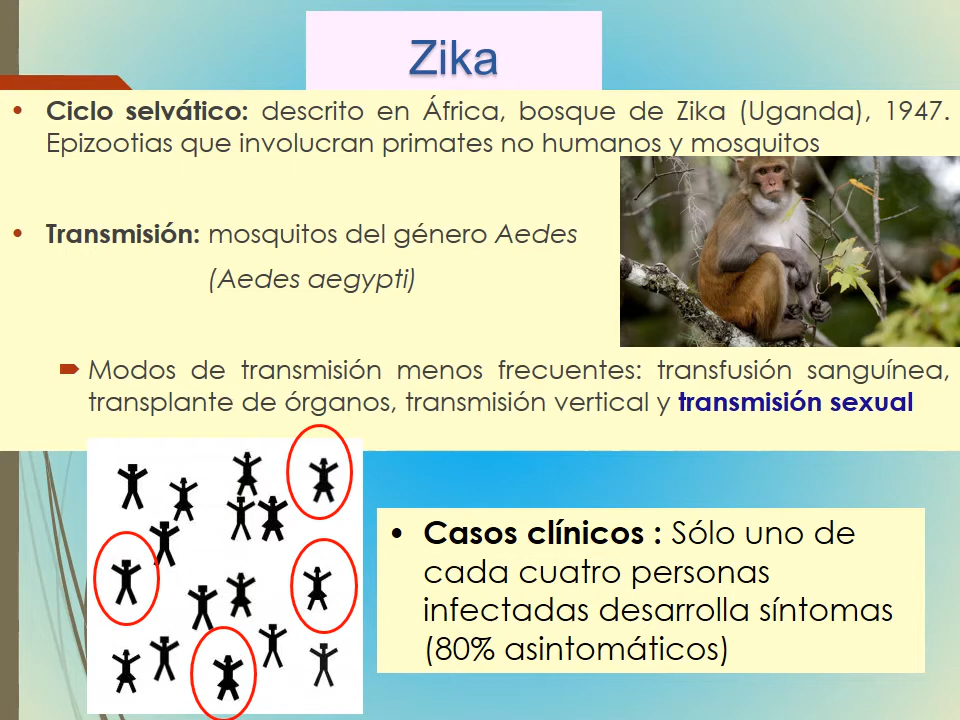 Zika
• Ciclo selvático: descrito en África, bosque de Zika (Uganda), 1947.
Epizootias que involucran primates no humanos y mosquitos
• Transmisión: mosquitos del género Aedes
(Aedes aegypti)
Modos de transmisión menos frecuentes: transfusión sanguínea,
transplante de órganos, transmisión vertical y transmisión sexual
• Casos clínicos : Sólo uno de
cada cuatro personas
infectadas desarrolla síntomas
(80% asintomáticos)